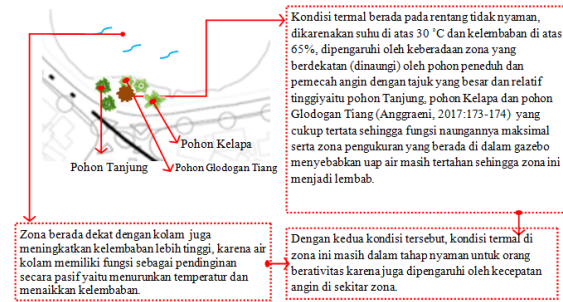 Kondisi termal berada pada rentang tidak nyaman,
dikarenakan suhu di atas 30 ˚C dan kelembaban di atas
65%, dipengaruhi oleh keberadaan zona yang
berdekatan (dinaungi) oleh pohon peneduh dan
pemecah angin dengan tajuk yang besar dan relatif
tinggiyaitu pohon Tanjung, pohon Kelapa dan pohon
Glodogan Tiang (Anggraeni, 2017:173-174) yang
cukup tertata sehingga fungsi naungannya maksimal
serta zona pengukuran yang berada di dalam gazebo
menyebabkan uap air masih tertahan sehingga zona ini
menjadi lembab.
Pohon Kelapa
Pohon Tanjung
Pohon Glodogan Tiang
Zona berada dekat dengan kolam juga
meningkatkan kelembaban lebih tinggi, karena air
kolam memiliki fungsi sebagai pendinginan
secara pasif yaitu menurunkan temperatur dan
menaikkan kelembaban.
Dengan kedua kondisi tersebut, kondisi termal di
zona ini masih dalam tahap nyaman untuk orang
berativitas karena juga dipengaruhi oleh kecepatan
angin di sekitar zona.